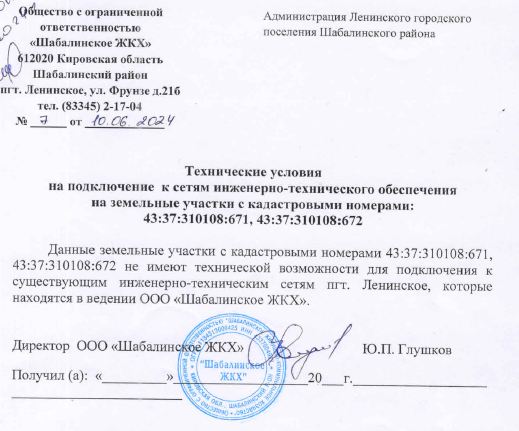 Общество с ограниченной
ответственностью
«Шабалинское ЖКХ»
612020 Кировская область
Шабалинский район
пгт. Ленинское, ул. Фрунзе д.21б
тел. (83345) 2-17-04
№ 7 от 10.06.2024
Администрация Ленинского городского
поселения Шабалинского района
Технические условия
на подключение к сетям инженерно-технического обеспечения
на земельные участки с кадастровыми номерами:
43:37:310108:671, 43:37:310108:672
Данные земельные участки с кадастровыми номерами 43:37:310108:671,
43:37:310108:672 не имеют технической возможности для подключения к
существующим инженерно-техническим сетям пгт. Ленинское, которые
находятся в ведении ООО «Шабалинское ЖКХ».
Директор ООО «Шабалинское ЖКХ» Ю.П. Глушков
"Шабалинское
ЖКХ"
Получил (а): «________»____________________20___г.____________________